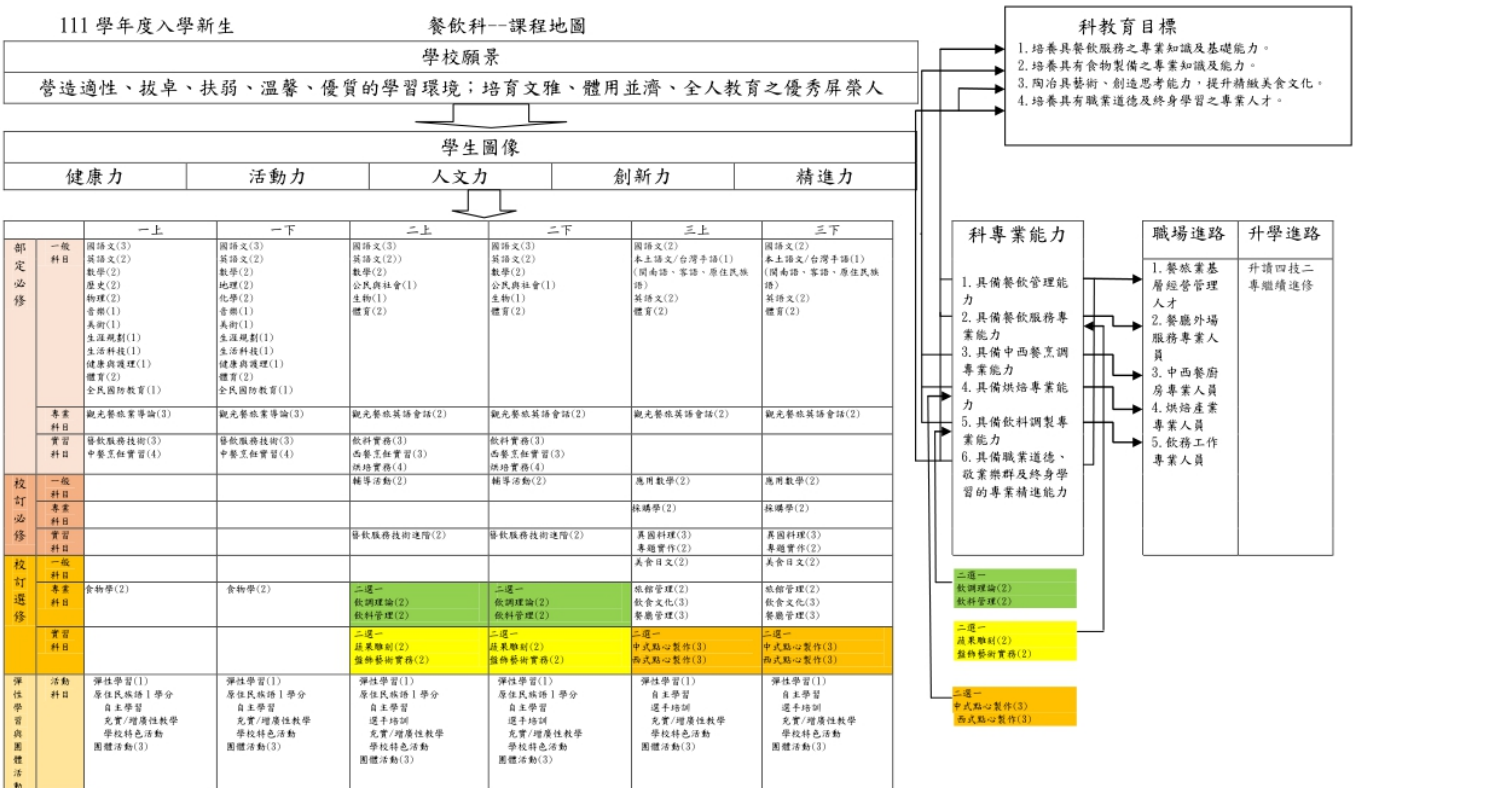 111 學年度入學新生
餐飲科--課程地圖
學校願景
營造適性、拔卓、扶弱、溫馨、優質的學習環境；培育文雅、體用並濟、全人教育之優秀屏榮人
學生圖像
健康力 活動力 人文力 創新力 精進力
科教育目標
1.培養具餐飲服務之專業知識及基礎能力。
2.培養具有食物製備之專業知識及能力。
3.陶冶具藝術、創造思考能力，提升精緻美食文化。
4.培養具有職業道德及終身學習之專業人才。
一上 一下 二上 二下 三上 三下
部定必修
一般科目
國語文(3)
英語文(2)
數學(2)
歷史(2)
物理(2)
音樂(1)
美術(1)
生涯規劃(1)
生活科技(1)
健康與護理(1)
體育(2)
全民國防教育(1)
國語文(3)
英語文(2)
數學(2)
地理(2)
化學(2)
音樂(1)
美術(1)
生涯規劃(1)
生活科技(1)
健康與護理(1)
體育(2)
全民國防教育(1)
國語文(3)
英語文(2))
數學(2)
公民與社會(1)
生物(1)
體育(2)
國語文(3)
英語文(2)
數學(2)
公民與社會(1)
生物(1)
體育(2)
國語文(2)
本土語文/台灣手語(1)
(閩南語、客語、原住民族
語)
英語文(2)
體育(2)
國語文(2)
本土語文/台灣手語(1)
(閩南語、客語、原住民族
語)
英語文(2)
體育(2)
專業科目
觀光餐旅業導論(3)
觀光餐旅業導論(3)
觀光餐旅英語會話(2)
觀光餐旅英語會話(2)
觀光餐旅英語會話(2)
觀光餐旅英語會話(2)
實習科目
餐飲服務技術(3)
中餐烹飪實習(4)
餐飲服務技術(3)
中餐烹飪實習(4)
飲料實務(3)
西餐烹飪實習(3)
烘焙實務(4)
飲料實務(3)
西餐烹飪實習(3)
烘焙實務(4)
校訂必修
一般科目
輔導活動(2)
輔導活動(2)
應用數學(2)
應用數學(2)
專業科目
採購學(2)
採購學(2)
實習科目
餐飲服務技術進階(2)
餐飲服務技術進階(2)
異國料理(3)
專題實作(2)
異國料理(3)
專題實作(2)
校訂選修
一般科目
美食日文(2)
美食日文(2)
專業科目
食物學(2)
食物學(2)
二選一
飲調理論(2)
飲料管理(2)
二選一
飲調理論(2)
飲料管理(2)
旅館管理(2)
飲食文化(3)
餐廳管理(3)
旅館管理(2)
飲食文化(3)
餐廳管理(3)
實習科目
二選一
蔬果雕刻(2)
盤飾藝術實務(2)
二選一
蔬果雕刻(2)
盤飾藝術實務(2)
二選一
中式點心製作(3)
西式點心製作(3)
二選一
中式點心製作(3)
西式點心製作(3)
彈性學習與團體活動
活動科目
彈性學習(1)
原住民族語1學分
自主學習
充實/增廣性教學
學校特色活動
團體活動(3)
彈性學習(1)
原住民族語1學分
自主學習
充實/增廣性教學
學校特色活動
團體活動(3)
彈性學習(1)
原住民族語1學分
自主學習
選手培訓
充實/增廣性教學
學校特色活動
團體活動(3)
彈性學習(1)
原住民族語1學分
自主學習
選手培訓
充實/增廣性教學
學校特色活動
團體活動(3)
彈性學習(1)
自主學習
選手培訓
充實/增廣性教學
學校特色活動
團體活動(3)
彈性學習(1)
自主學習
選手培訓
充實/增廣性教學
學校特色活動
團體活動(3)
科專業能力
1.具備餐飲管理能
力
2.具備餐飲服務專
業能力
3.具備中西餐烹調
專業能力
4.具備烘焙專業能
力
5.具備飲料調製專
業能力
6.具備職業道德、
敬業樂群及終身學
習的專業精進能力
職場進路
1.餐旅業基
層經營管理
人才
2.餐廳外場
服務專業人
員
3.中西餐廚
房專業人員
4.烘焙產業
專業人員
5.飲務工作
專業人員
升學進路
升讀四技二
專繼續進修
二選一
飲調理論(2)
飲料管理(2)
二選一
蔬果雕刻(2)
盤飾藝術實務(2)
二選一
中式點心製作(3)
西式點心製作(3)